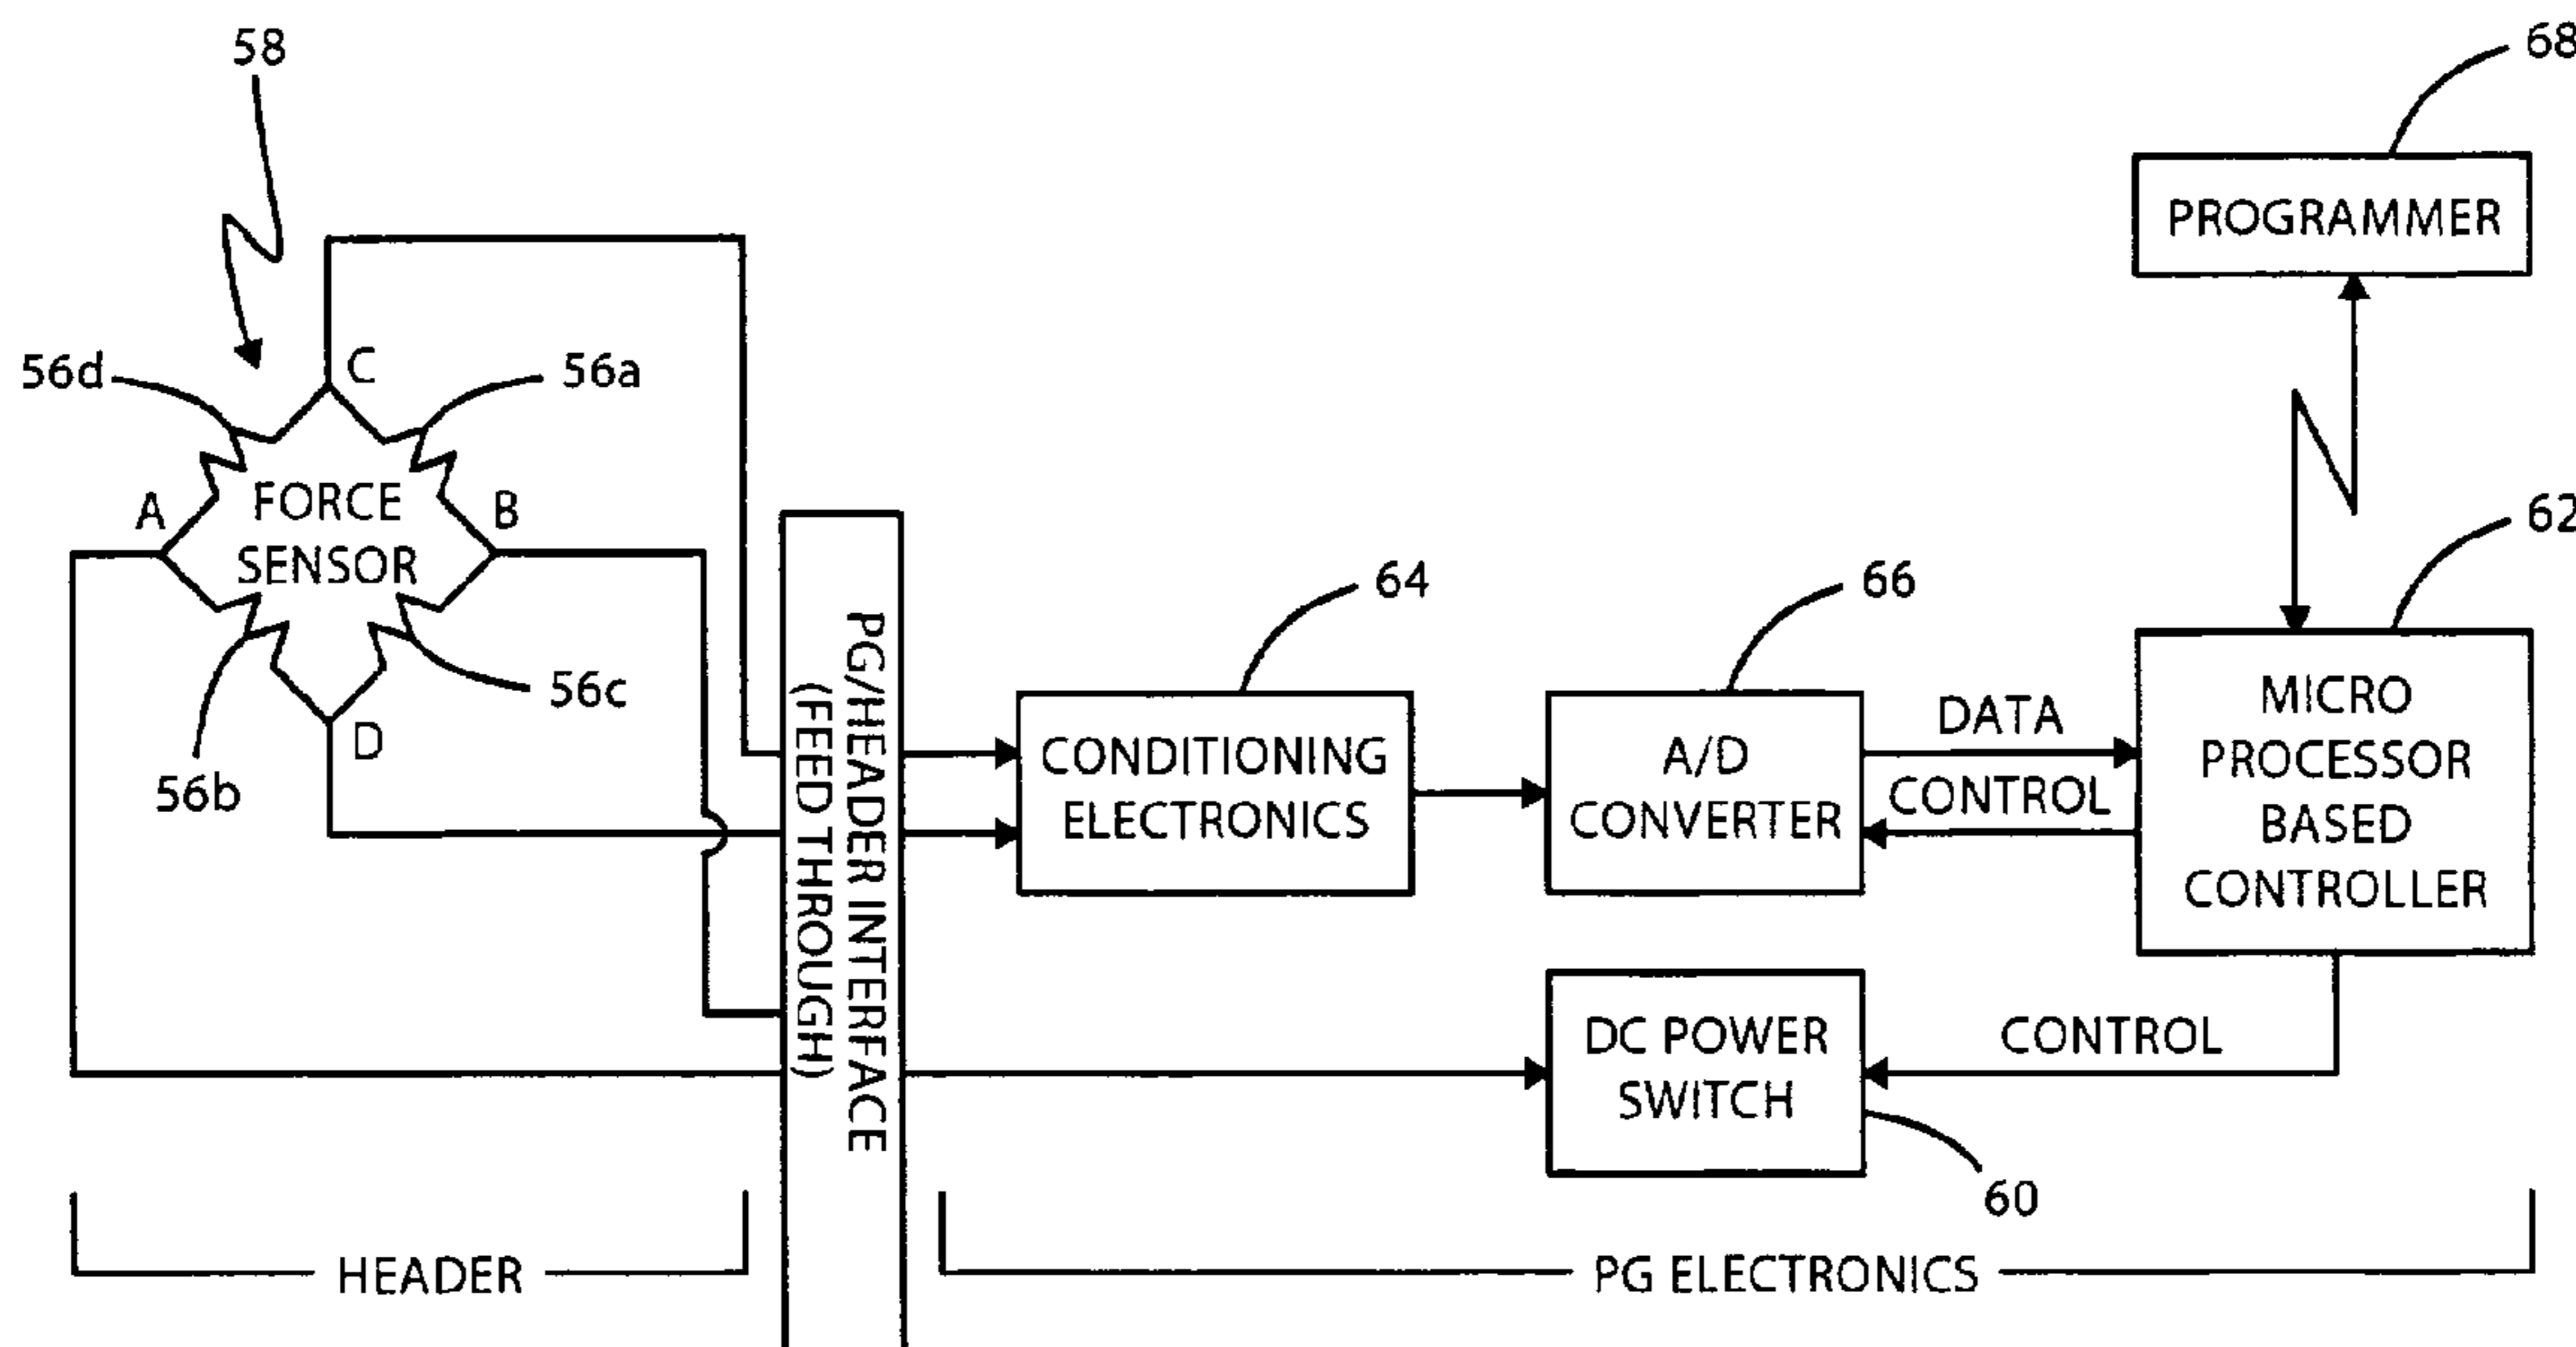 58
68
PROGRAMMER
56d
C
56a
A
FORCE
B
SENSOR
62
64
66
56c
56b
D
PG/HEADER INTERFACE
(FEED THROUGH)
CONDITIONING
ELECTRONICS
A/D
CONVERTER
DATA
CONTROL
MICRO
PROCESSOR
BASED
CONTROLLER
DC POWER
SWITCH
CONTROL
60
HEADER
PG ELECTRONICS